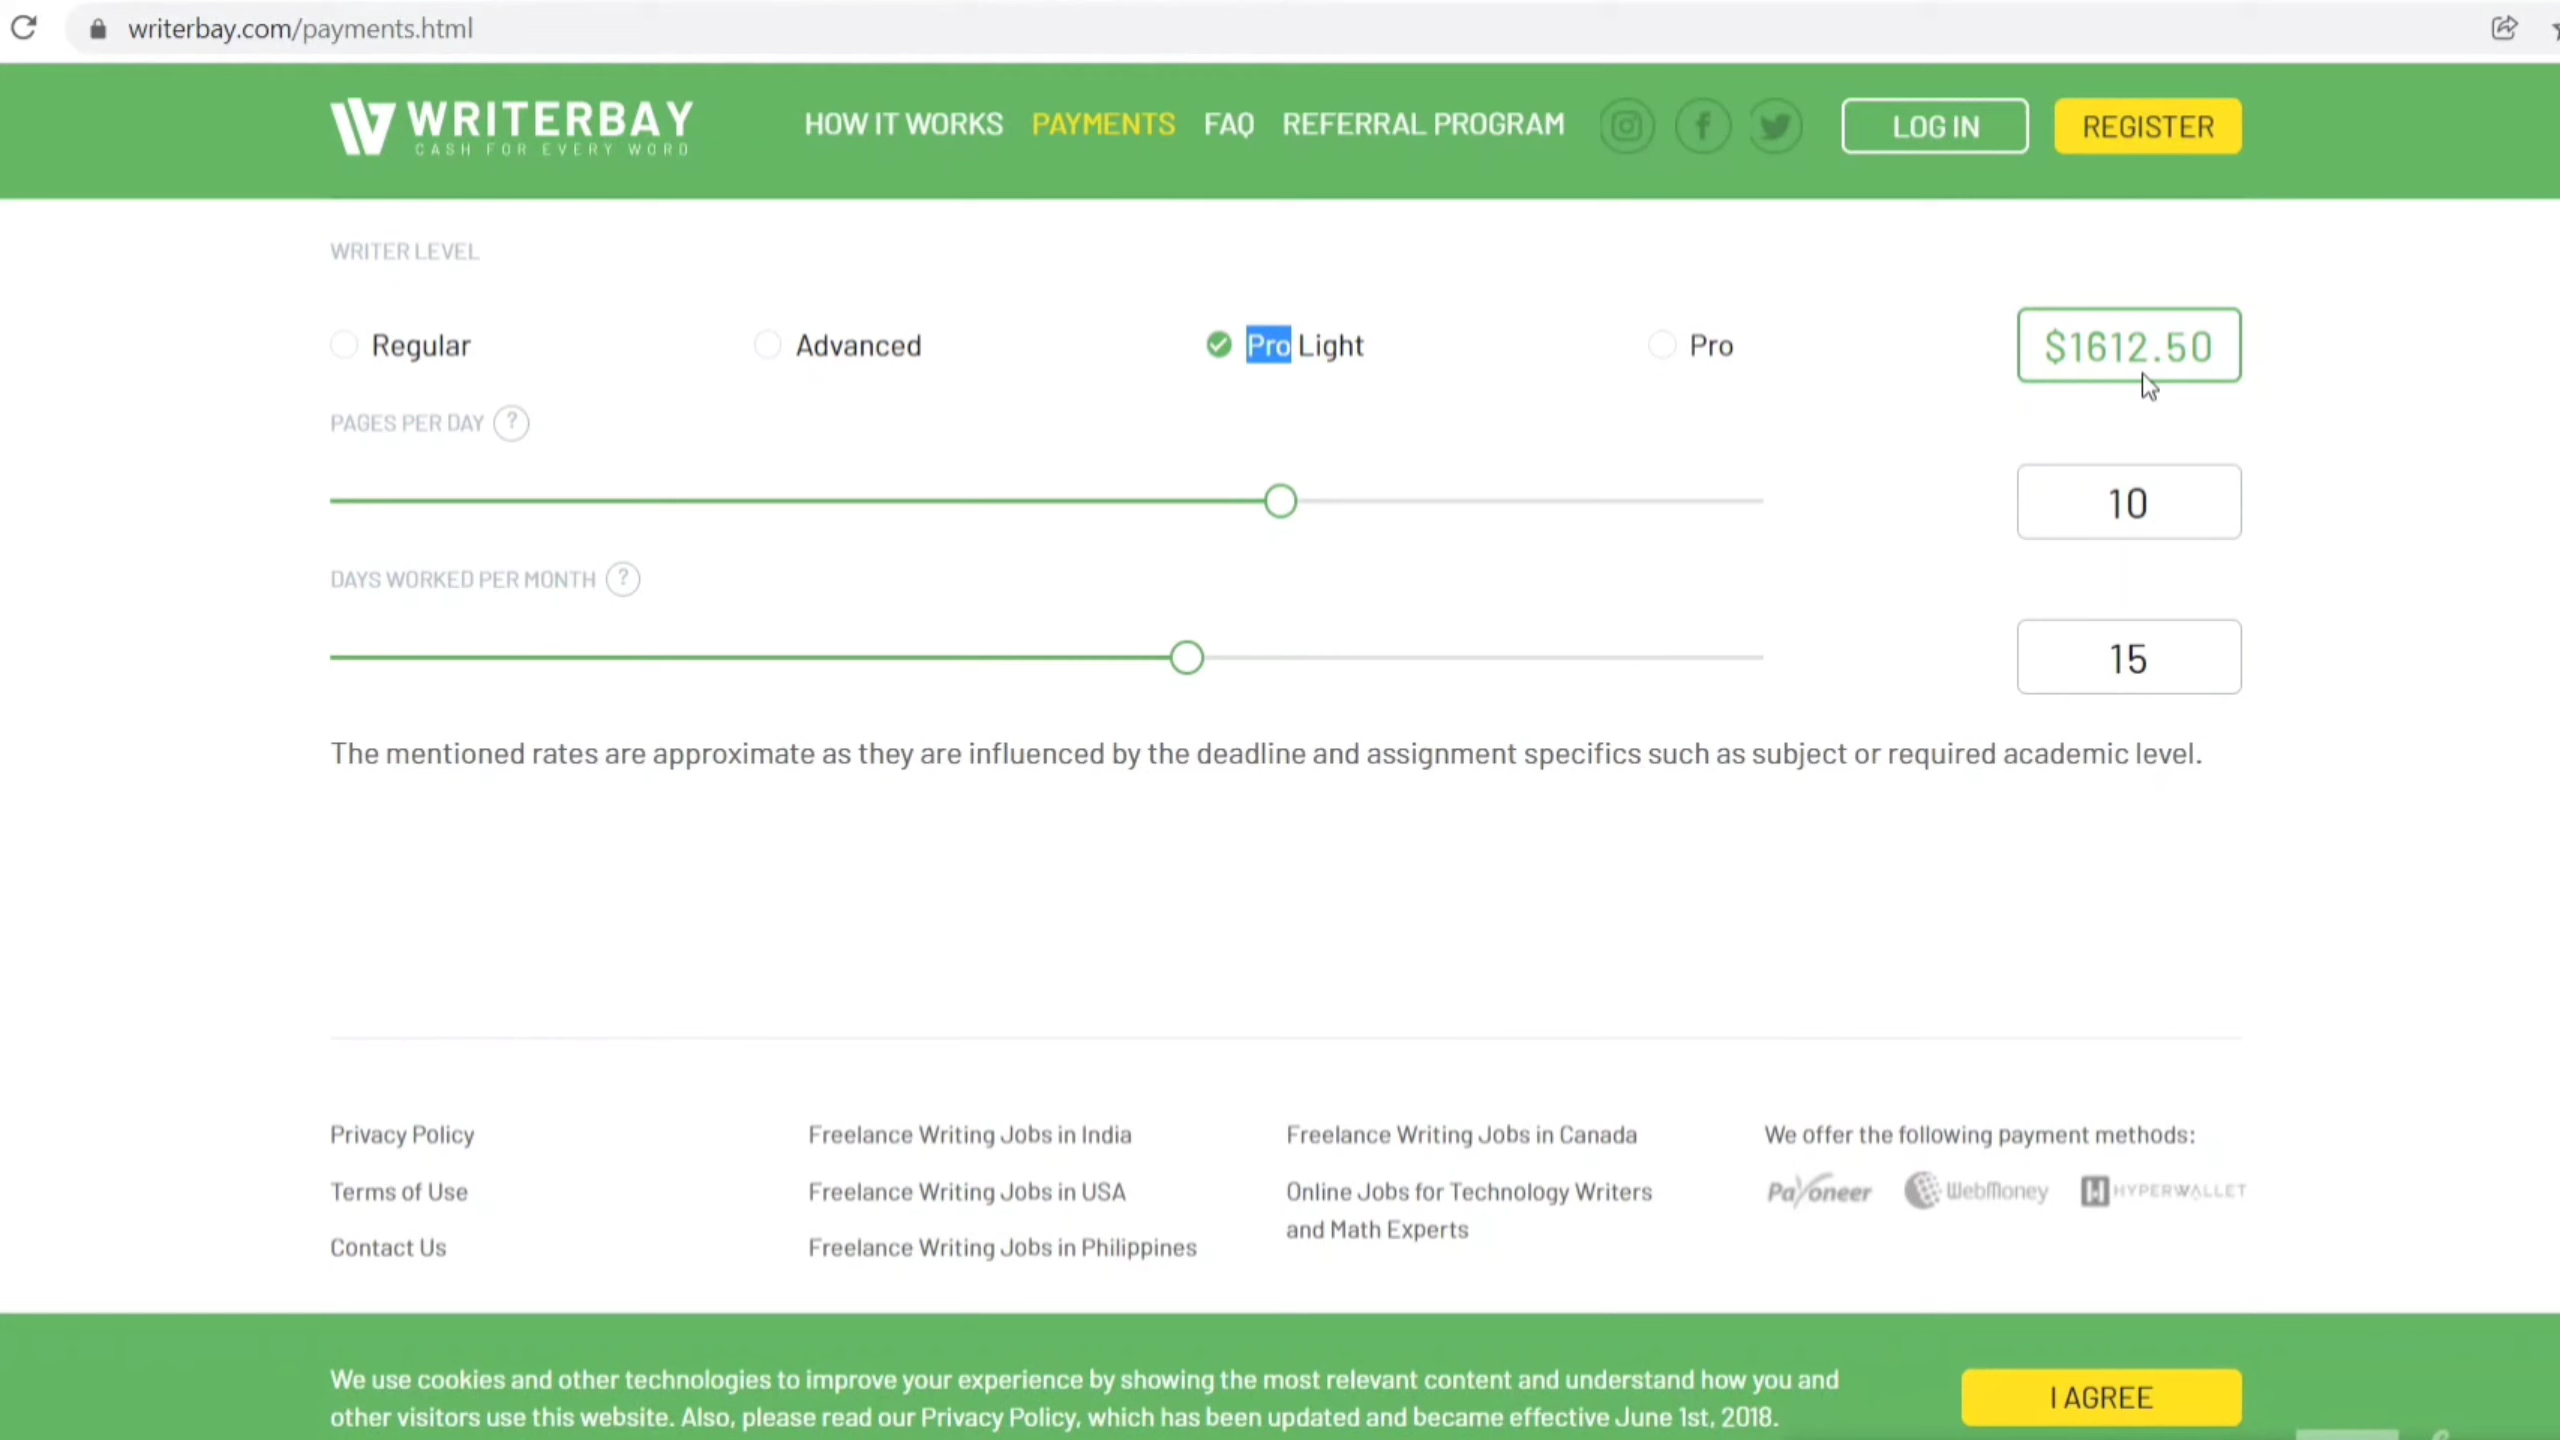 writerbay.com/payments.html
WRITERBAY
CASH FOR EVERY WORD
HOW IT WORKS PAYMENTS FAQ REFERRAL PROGRAM
LOG IN
REGISTER
WRITER LEVEL
Regular Advanced Pro Light Pro
$1612.50
PAGES PER DAY ?
10
DAYS WORKED PER MONTH ?
15
The mentioned rates are approximate as they are influenced by the deadline and assignment specifics such as subject or required academic level.
Privacy Policy
Terms of Use
Contact Us
Freelance Writing Jobs in India
Freelance Writing Jobs in USA
Freelance Writing Jobs in Philippines
Freelance Writing Jobs in Canada
Online Jobs for Technology Writers
and Math Experts
We offer the following payment methods:
Payoneer WebMoney HYPERWALLET
We use cookies and other technologies to improve your experience by showing the most relevant content and understand how you and
other visitors use this website. Also, please read our Privacy Policy, which has been updated and became effective June 1st, 2018.
I AGREE